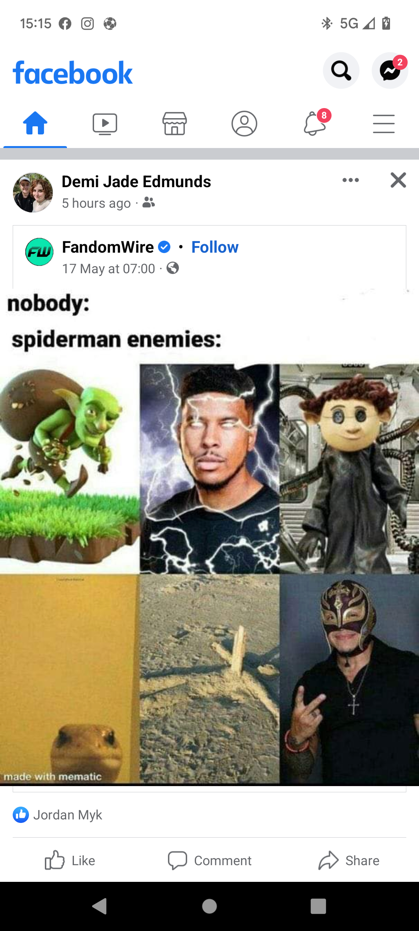 15:15
5G
facebook
2
8
Demi Jade Edmunds
5 hours ago ·
FW
FandomWire • Follow
17 May at 07:00 ·
nobody:
spiderman enemies:
made with mematic
Jordan Myk
Like
Comment
Share